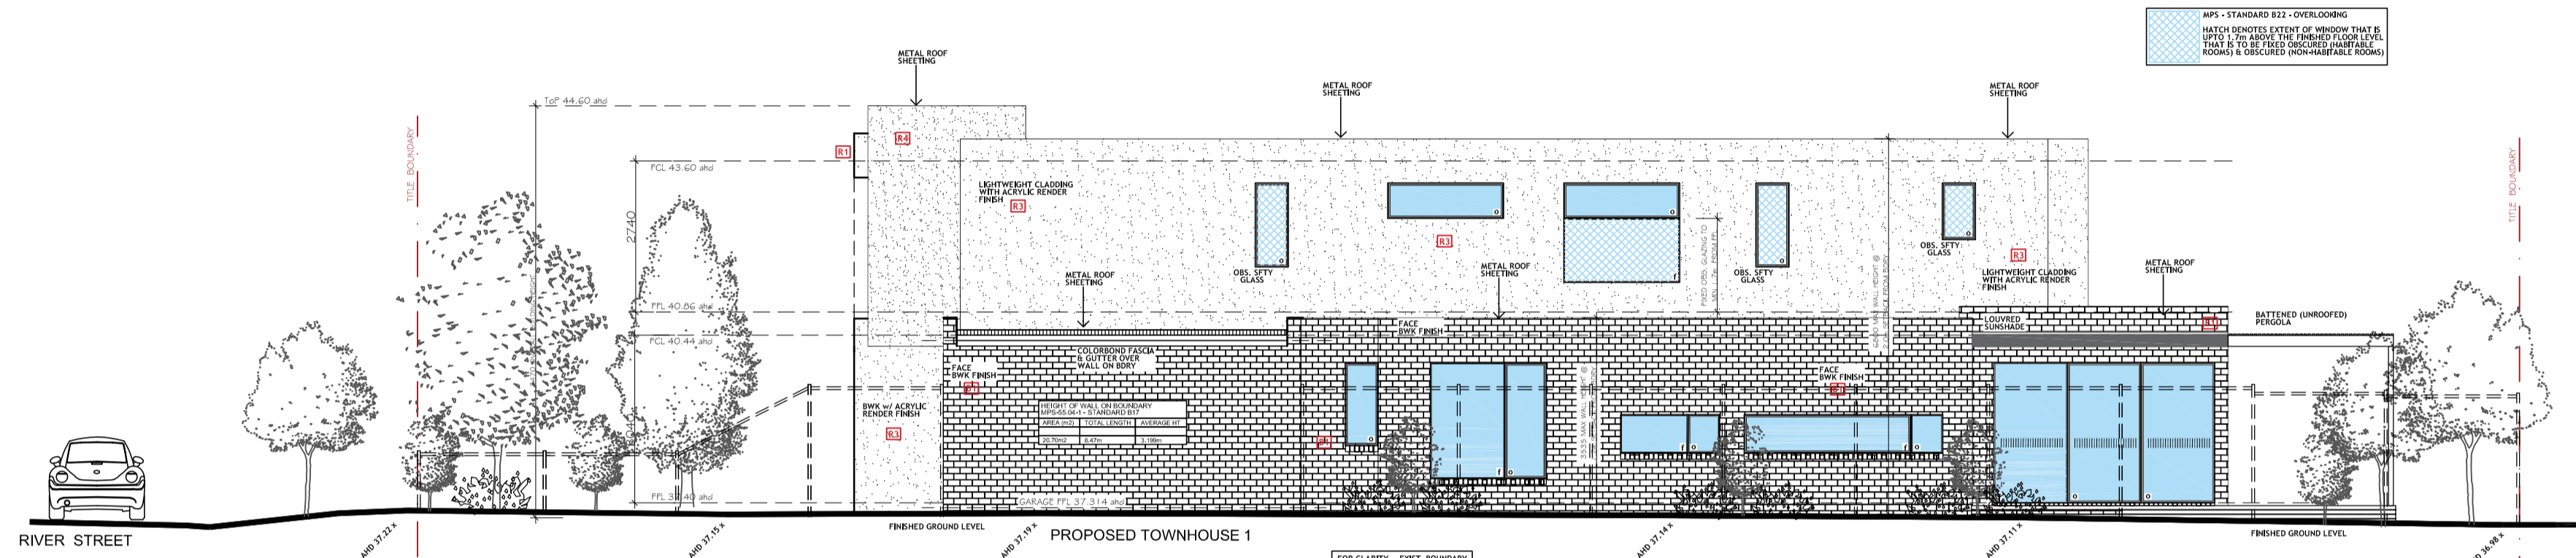 MPS - STANDARD B22 - OVERLOOKING
HATCH DENOTES EXTENT OF WINDOW THAT IS
UPTO 1.7m ABOVE THE FINISHED FLOOR LEVEL
THAT IS TO BE FIXED OBSCURED (HABITABLE
ROOMS) & OBSCURED (NON-HABITABLE ROOMS)
METAL ROOF
SHEETING
METAL ROOF
SHEETING
METAL ROOF
SHEETING
ToP 44.60 ahd
TITLE BOUNDARY
TITLE BOUNDARY
R4
R1
FCL 43.60 ahd
2740
LIGHTWEIGHT CLADDING
WITH ACRYLIC RENDER
FINISH
R3
R3
OBS. SFTY
GLASS
OBS. SFTY
GLASS
OBS. SFTY
GLASS
R3
LIGHTWEIGHT CLADDING
WITH ACRYLIC RENDER
FINISH
FIXED OBS. GLAZING TO
METAL ROOF
SHEETING
METAL ROOF
SHEETING
METAL ROOF
SHEETING
FFL 40.86 ahd
FCL 40.44 ahd
FACE
BWK FINISH
LOUVRED
SUNSHADE
BATTENED (UNROOFED)
PERGOLA
COLORBOND FASCIA
& GUTTER OVER
WALL ON BDRY
FACE
BWK FINISH
B1
FACE
BWK FINISH
B1
BWK w/ ACRYLIC
RENDER FINISH
R3
HEIGHT OF WALL ON BOUNDARY
MPS-55.04-1 - STANDARD B17
AREA (m2) TOTAL LENGTH AVERAGE HT
20.70m2 6.47m 3.199m
B1
GARAGE FFL 37.314 ahd
RIVER STREET
AHD 37.22 x
AHD 37.15 x
FINISHED GROUND LEVEL
AHD 37.19 x
PROPOSED TOWNHOUSE 1
AHD 37.14 x
AHD 37.11 x
FINISHED GROUND LEVEL
36.98 x